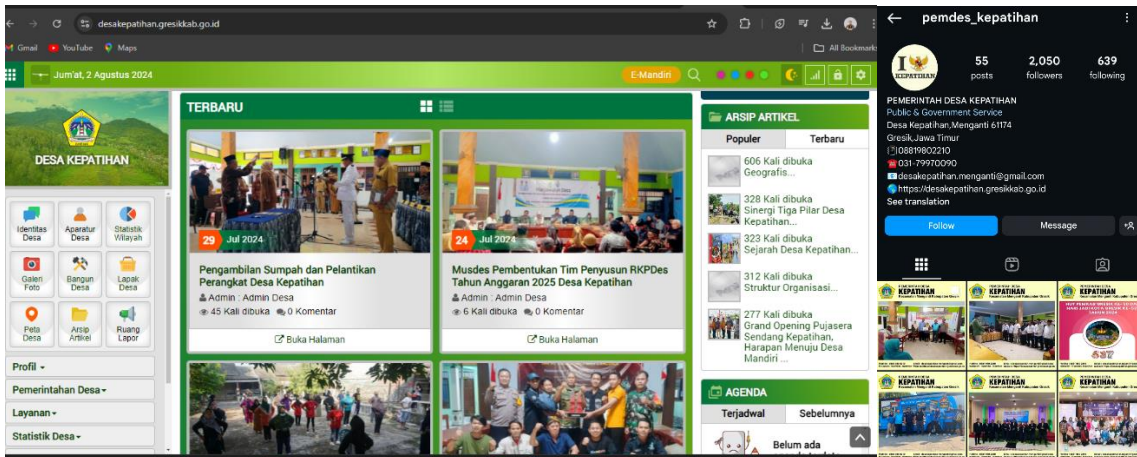 desakepatihan.gresikkab.go.id
Gmail
YouTube
Maps
All Bookmarks
Jum'at, 2 Agustus 2024
E-Mandiri
DESA KEPATIHAN
Identitas Desa
Aparatur Desa
Statistik Wilayah
Galeri Foto
Bangun Desa
Lapak Desa
Peta Desa
Arsip Artikel
Ruang Lapor
Profil
Pemerintahan Desa
Layanan
Statistik Desa
TERBARU
29 Jul 2024
Pengambilan Sumpah dan Pelantikan
Perangkat Desa Kepatihan
Admin : Admin Desa
45 Kali dibuka 0 Komentar
Buka Halaman
24 Jul 2024
Musdes Pembentukan Tim Penyusun RKPDes
Tahun Anggaran 2025 Desa Kepatihan
Admin : Admin Desa
6 Kali dibuka 0 Komentar
Buka Halaman
ARSIP ARTIKEL
Populer Terbaru
606 Kali dibuka
Geografis...
328 Kali dibuka
Sinergi Tiga Pilar Desa
Kepatihan...
323 Kali dibuka
Sejarah Desa Kepatihan...
312 Kali dibuka
Struktur Organisasi...
277 Kali dibuka
Grand Opening Pujasera
Sendang Kepatihan,
Harapan Menuju Desa
Mandiri ...
AGENDA
Terjadwal Sebelumnya
Belum ada
pemdes_kepatihan
I
KEPATIHAN
55 2,050 639
posts followers following
PEMERINTAH DESA KEPATIHAN
Public & Government Service
Desa Kepatihan,Menganti 61174
Gresik,Jawa Timur
08819802210
031-79970090
desakepatihan.menganti@gmail.com
https://desakepatihan.gresikkab.go.id
See translation
Follow Message
KEPATIHAN
KEPATIHAN
537
KEPATIHAN
KEPATIHAN
KEPATIHAN